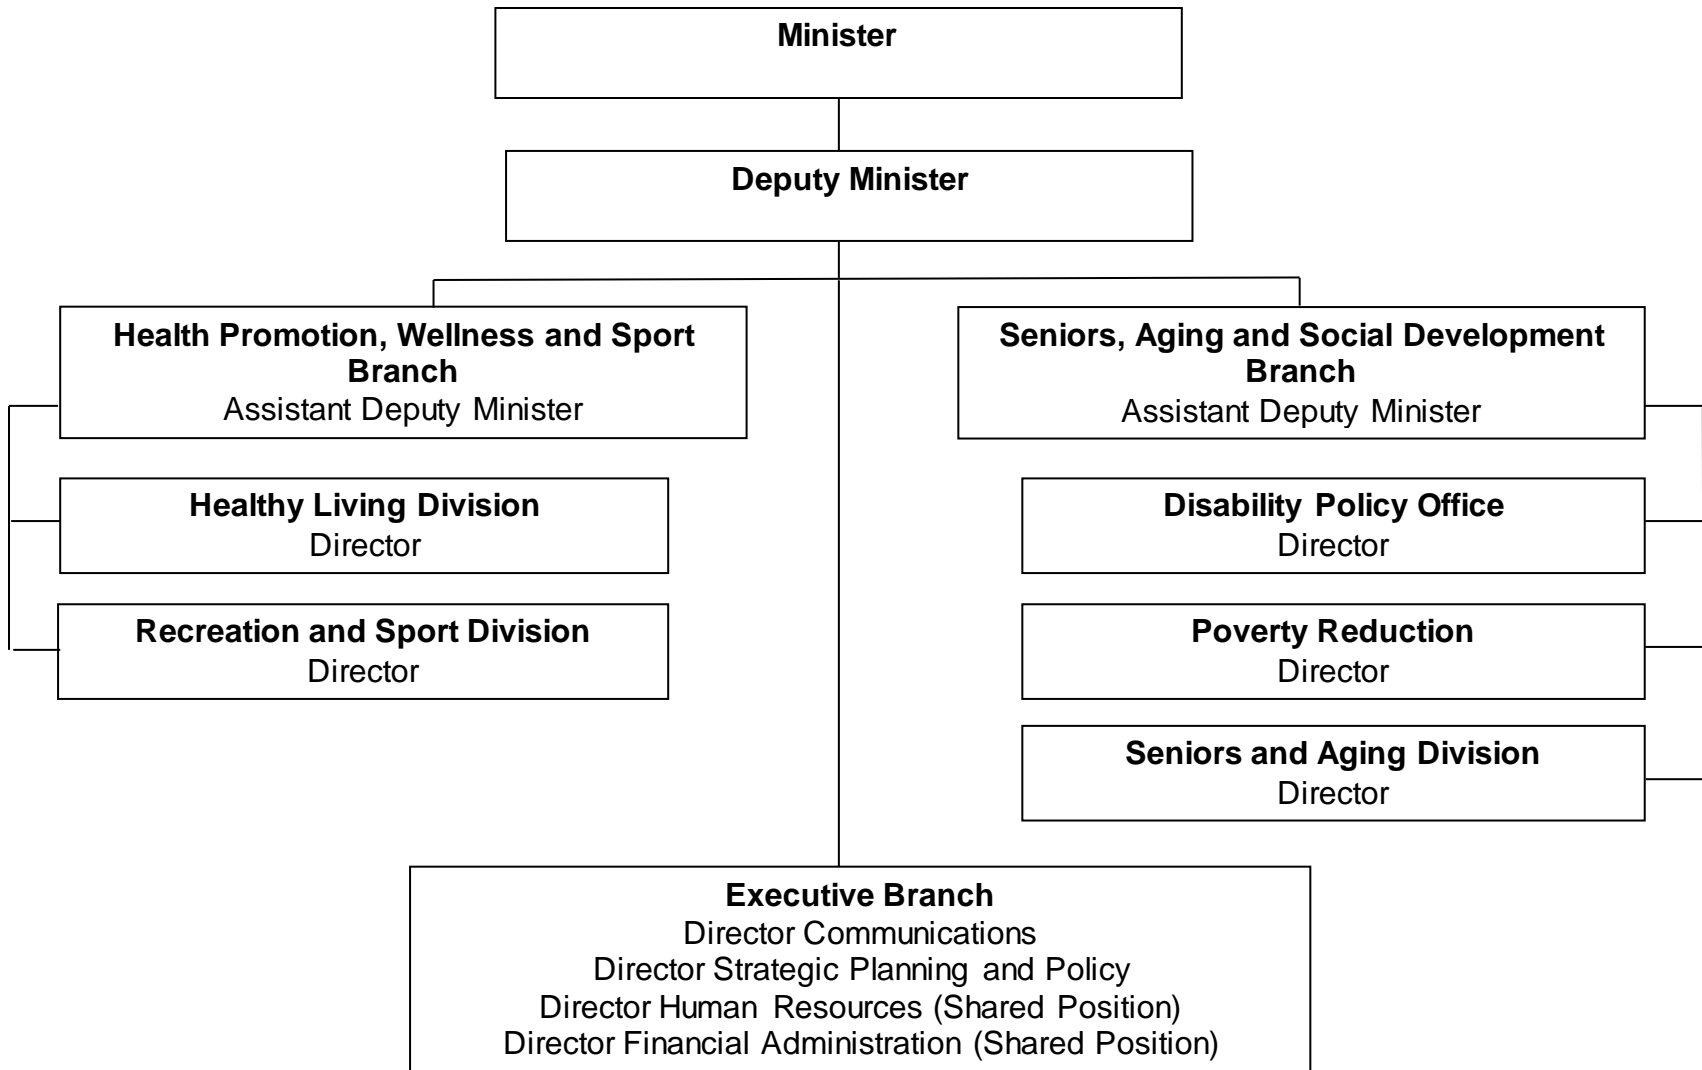 Minister
Deputy Minister
Health Promotion, Wellness and Sport
Branch
Assistant Deputy Minister
Seniors, Aging and Social Development
Branch
Assistant Deputy Minister
Healthy Living Division
Director
Disability Policy Office
Director
Recreation and Sport Division
Director
Poverty Reduction
Director
Seniors and Aging Division
Director
Executive Branch
Director Communications
Director Strategic Planning and Policy
Director Human Resources (Shared Position)
Director Financial Administration (Shared Position)